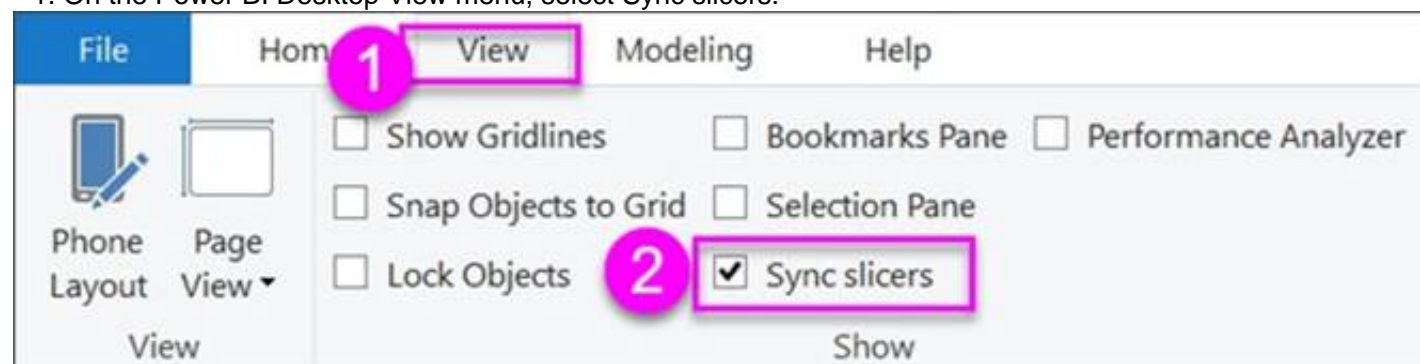 1. On the Power BI Desktop View menu, select Sync slicers.
File Hom 1 View Modeling Help
Show Gridlines Bookmarks Pane Performance Analyzer
Snap Objects to Grid Selection Pane
Phone Layout Page View
Lock Objects 2 Sync slicers
View Show